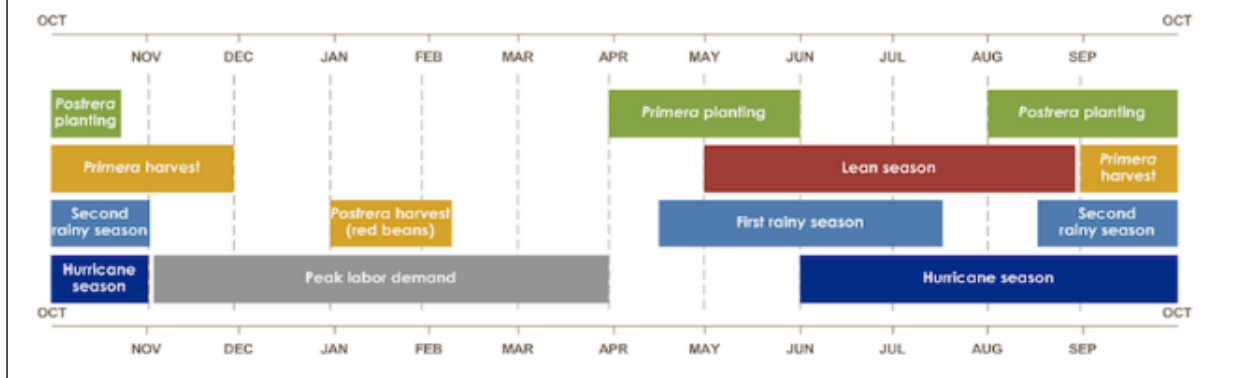 OCT OCT
NOV DEC JAN FEB MAR APR MAY JUN JUL AUG SEP
Postrera
planting
Primera planting
Postrera planting
Primera harvest
Lean season
Primera
harvest
Second
rainy season
Postrera harvest
(red beans)
First rainy season
Second
rainy season
Hurricane
season
Peak labor demand
Hurricane season
OCT OCT
NOV DEC JAN FEB MAR APR MAY JUN JUL AUG SEP